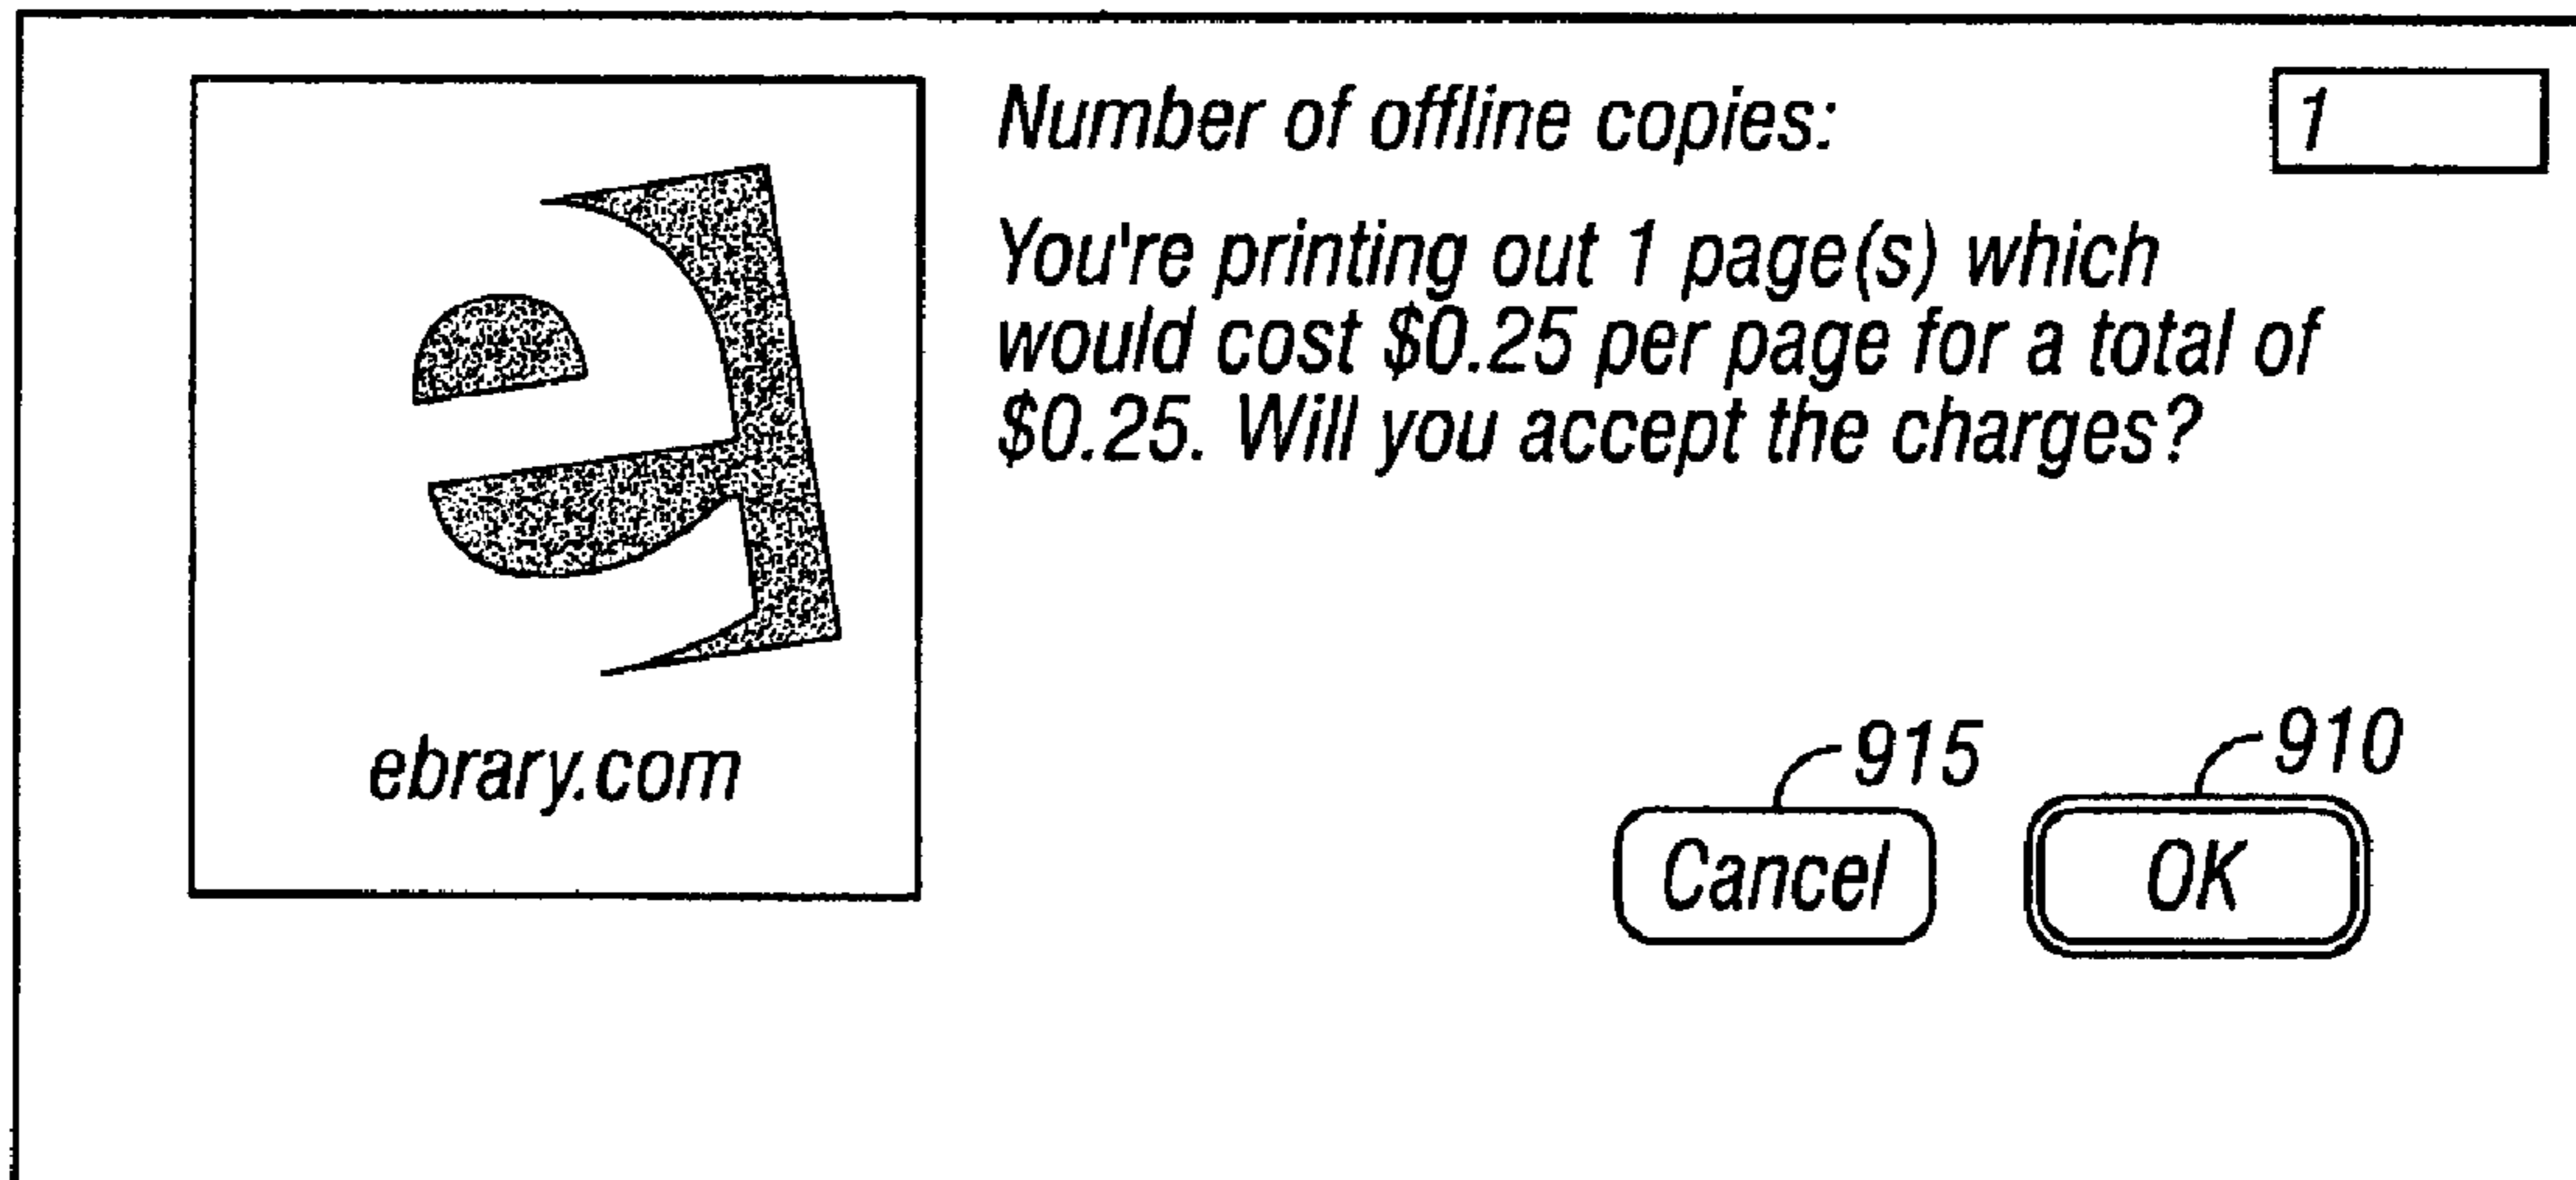 Number of offline copies: 1
You're printing out 1 page(s) which
would cost $0.25 per page for a total of
$0.25. Will you accept the charges?
e
ebrary.com
915
910
Cancel
OK